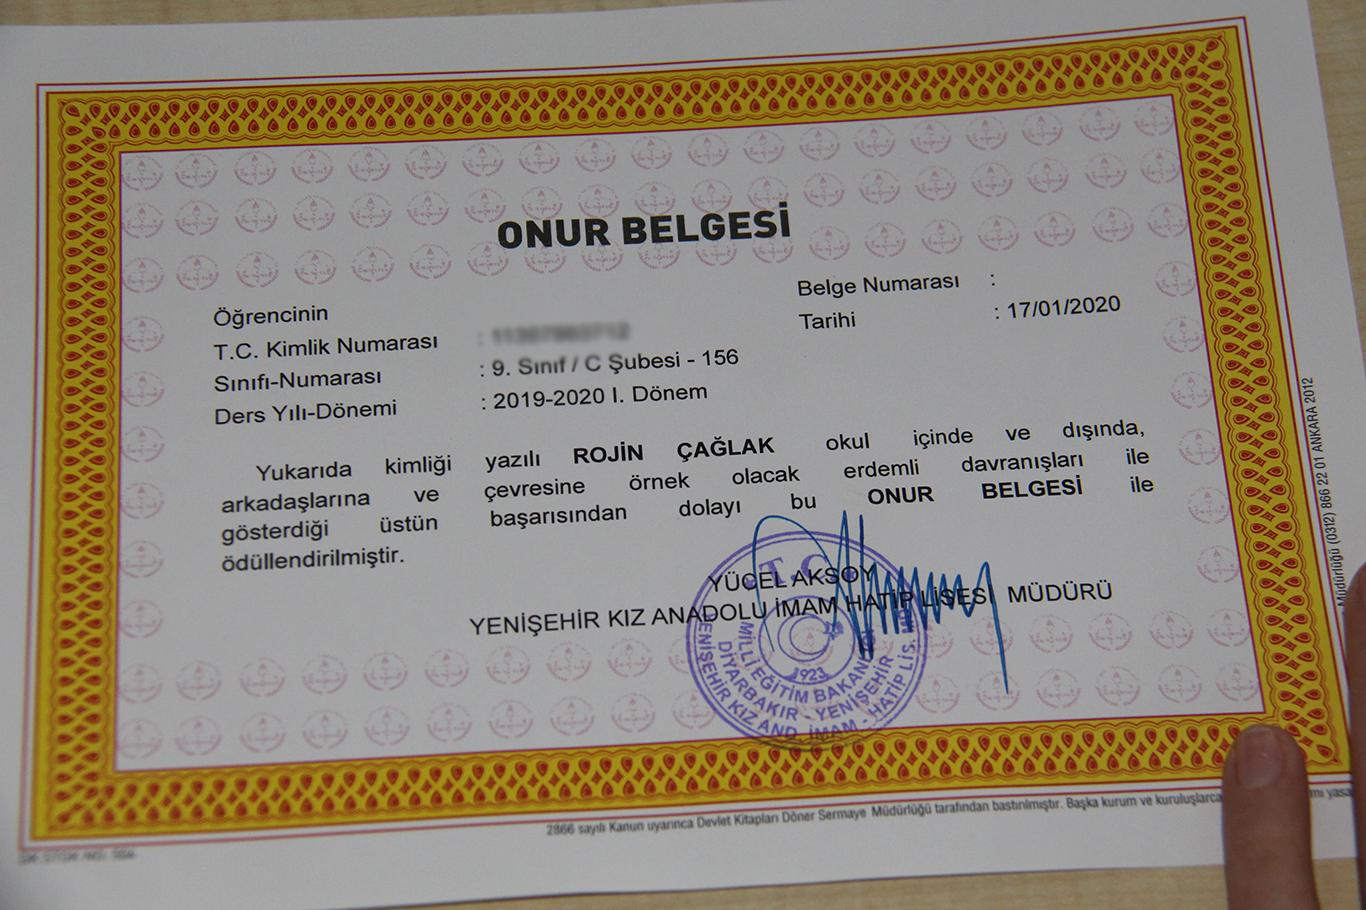 ONUR BELGESİ
Öğrencinin
Belge Numarası :
T.C. Kimlik Numarası :
Tarihi : 17/01/2020
Sınıfı-Numarası : 9. Sınıf / C Şubesi - 156
Ders Yılı-Dönemi : 2019-2020 I. Dönem
Yukarıda kimliği yazılı ROJİN ÇAĞLAK okul içinde ve dışında,
arkadaşlarına ve çevresine örnek olacak erdemli davranışları ile
gösterdiği üstün başarısından dolayı bu ONUR BELGESİ ile
ödüllendirilmiştir.
YÜCEL AKSOY
YENİŞEHİR KIZ ANADOLU İMAM HATİP LİSESİ MÜDÜRÜ
T.C.
MİLLİ EĞİTİM BAKANLIĞI
DİYARBAKIR - YENİŞEHİR
YENİŞEHİR KIZ AND. İMAM - HATİP LİS. MD.
1923
2866 sayılı Kanun uyarınca Devlet Kitapları Döner Sermaye Müdürlüğü tarafından bastırılmıştır. Başka kurum ve kuruluşlarca
Müdürlüğü (0312) 866 22 01 ANKARA 2012